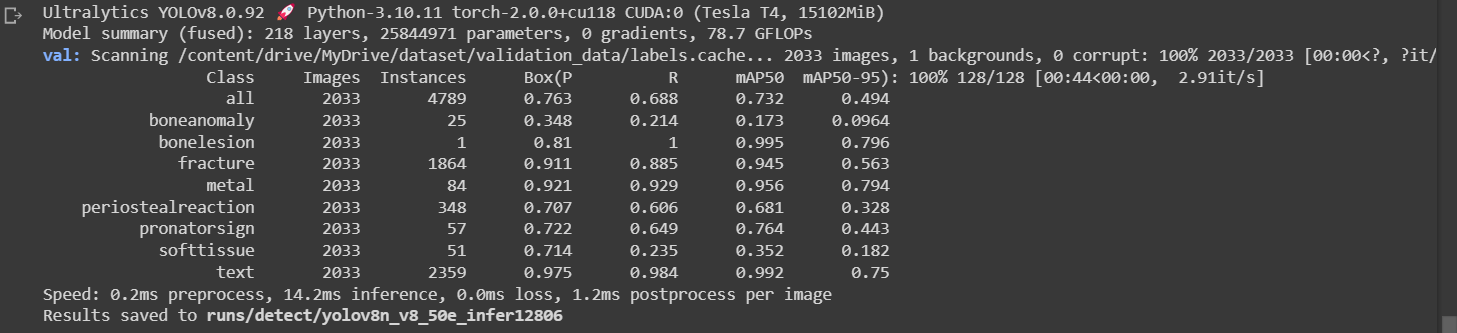 Ultralytics YOLOv8.0.92 🚀 Python-3.10.11 torch-2.0.0+cu118 CUDA:0 (Tesla T4, 15102MiB)
Model summary (fused): 218 layers, 25844971 parameters, 0 gradients, 78.7 GFLOPs
val: Scanning /content/drive/MyDrive/dataset/validation_data/labels.cache... 2033 images, 1 backgrounds, 0 corrupt: 100% 2033/2033 [00:00<?, ?it/
Class Images Instances Box(P R mAP50 mAP50-95): 100% 128/128 [00:44<00:00, 2.91it/s]
all 2033 4789 0.763 0.688 0.732 0.494
boneanomaly 2033 25 0.348 0.214 0.173 0.0964
bonelesion 2033 1 0.81 1 0.995 0.796
fracture 2033 1864 0.911 0.885 0.945 0.563
metal 2033 84 0.921 0.929 0.956 0.794
periostealreaction 2033 348 0.707 0.606 0.681 0.328
pronatorsign 2033 57 0.722 0.649 0.764 0.443
softtissue 2033 51 0.714 0.235 0.352 0.182
text 2033 2359 0.975 0.984 0.992 0.75
Speed: 0.2ms preprocess, 14.2ms inference, 0.0ms loss, 1.2ms postprocess per image
Results saved to runs/detect/yolov8n_v8_50e_infer12806